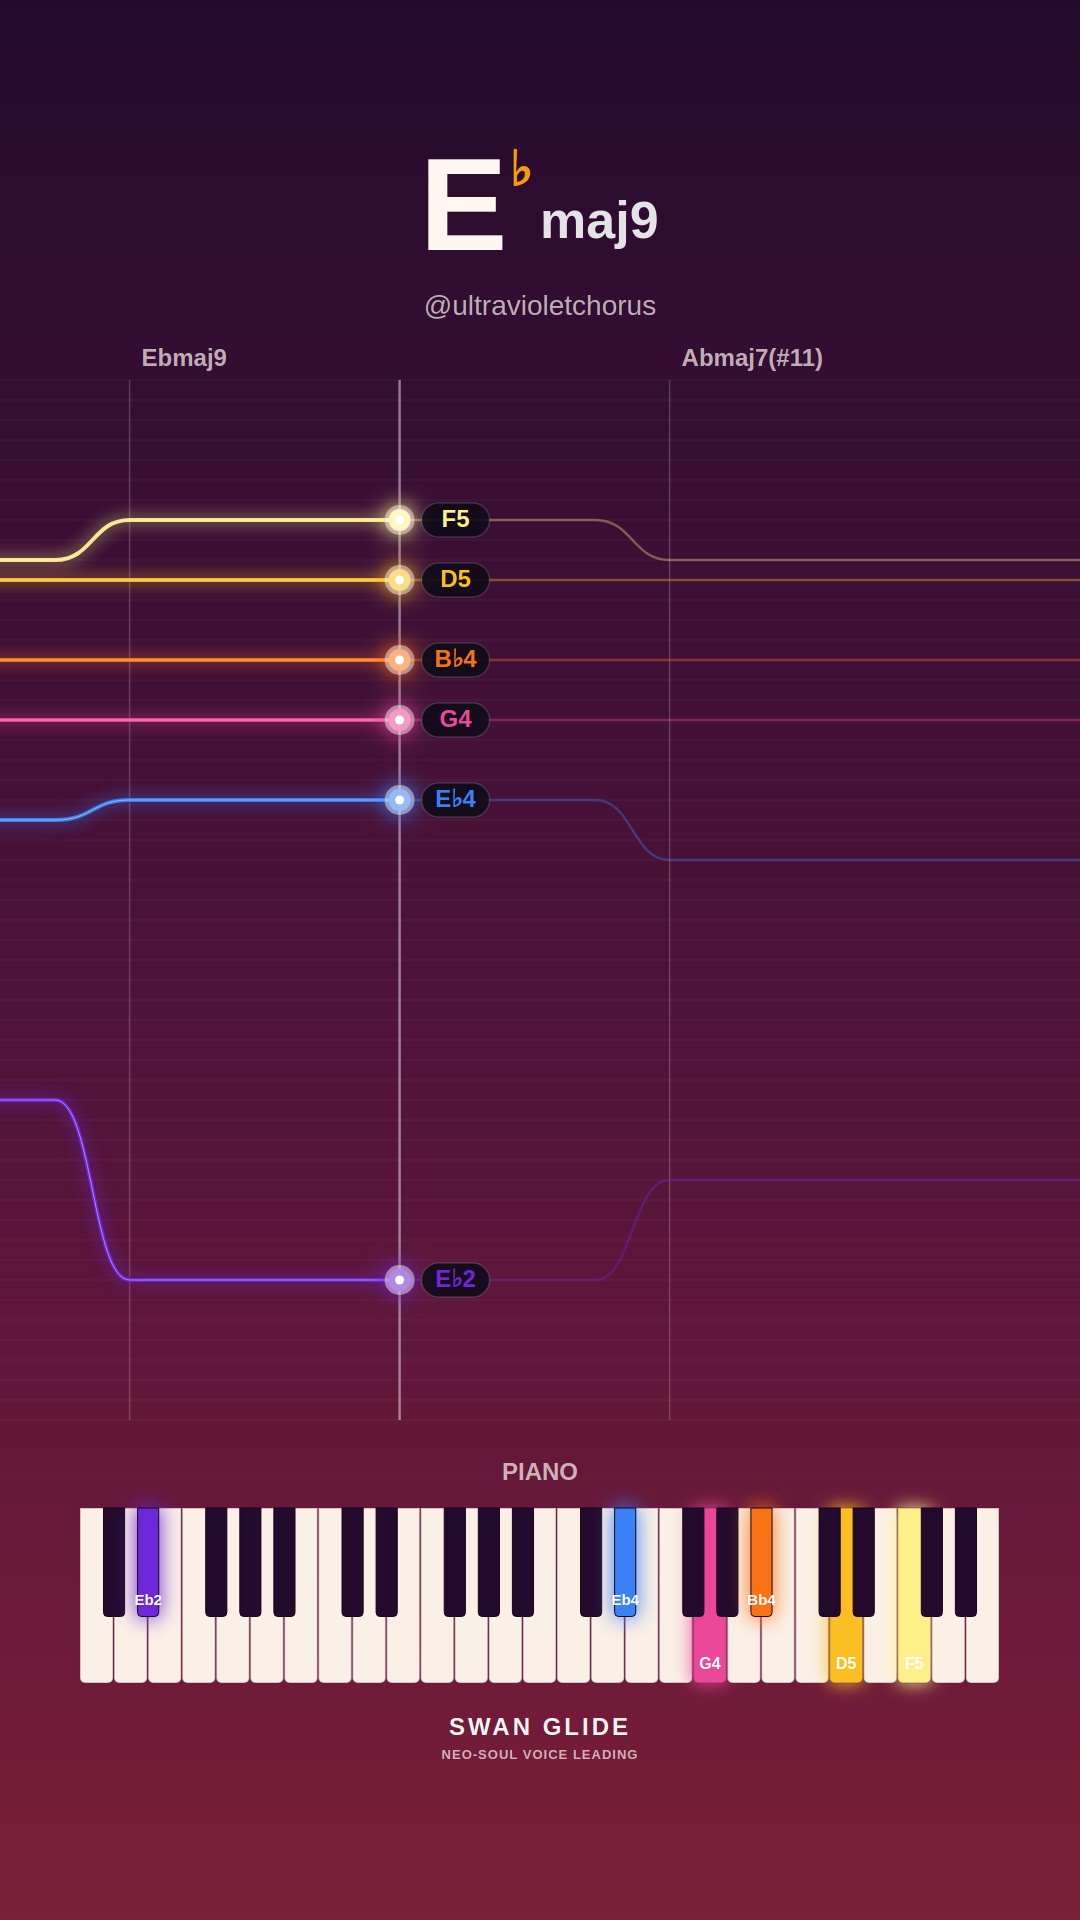 E♭maj9
@ultravioletchorus
Ebmaj9 Abmaj7(#11)
F5
D5
B♭4
G4
E♭4
E♭2
PIANO
Eb2 Eb4 Bb4
G4 D5 F5
SWAN GLIDE
NEO-SOUL VOICE LEADING